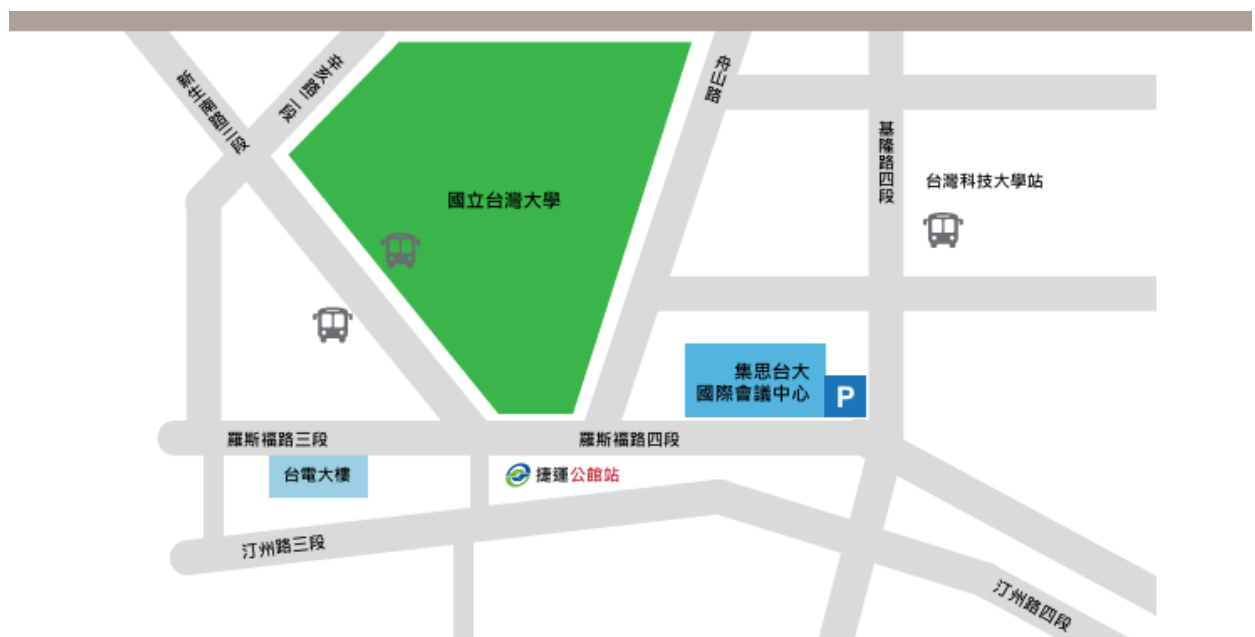 新生南路三段
辛亥路一段
舟山路
基隆路四段
國立台灣大學
台灣科技大學站
集思台大
國際會議中心
P
羅斯福路三段
羅斯福路四段
台電大樓
捷運公館站
汀州路三段
汀州路四段